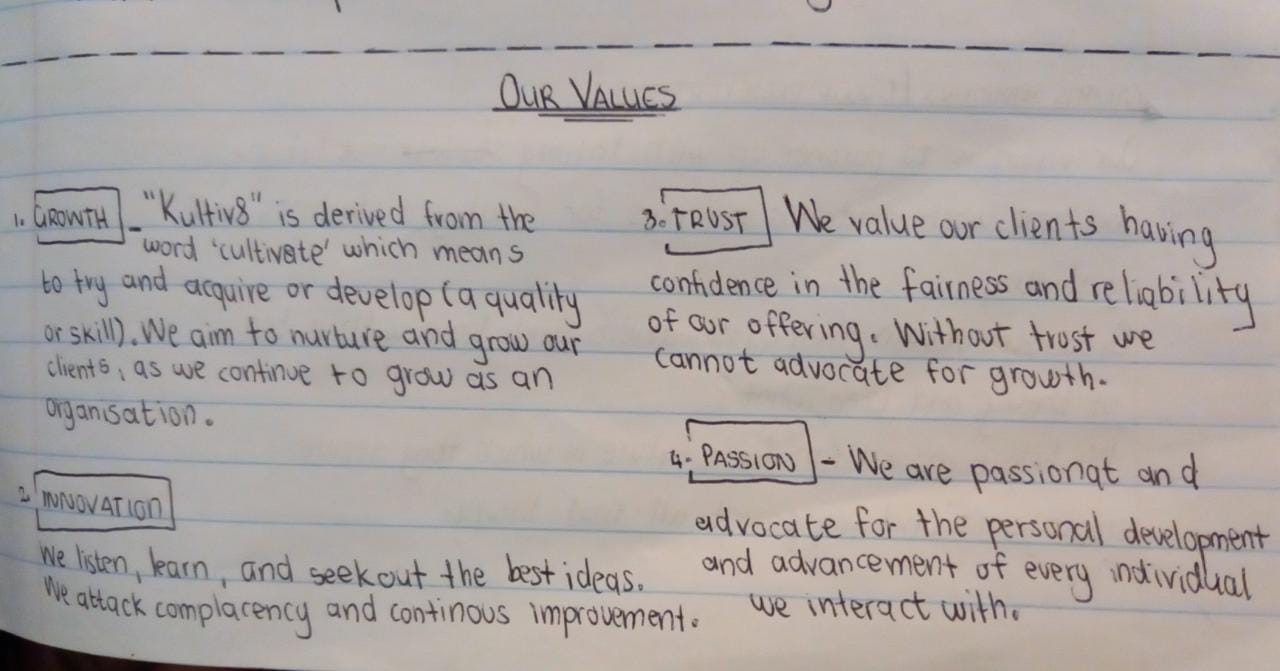 OUR VALUES
1. GROWTH - "Kultiv8" is derived from the
word 'cultivate' which means
to try and acquire or develop (a quality
or skill). We aim to nurture and grow our
clients, as we continue to grow as an
organisation.
2. INNOVATION
We listen, learn, and seek out the best ideas.
We attack complacency and continous improvement.
3. TRUST We value our clients having
confidence in the fairness and reliability
of our offering. Without trust we
cannot advocate for growth.
4. PASSION - We are passionat and
advocate for the personal development
and advancement of every individual
we interact with.